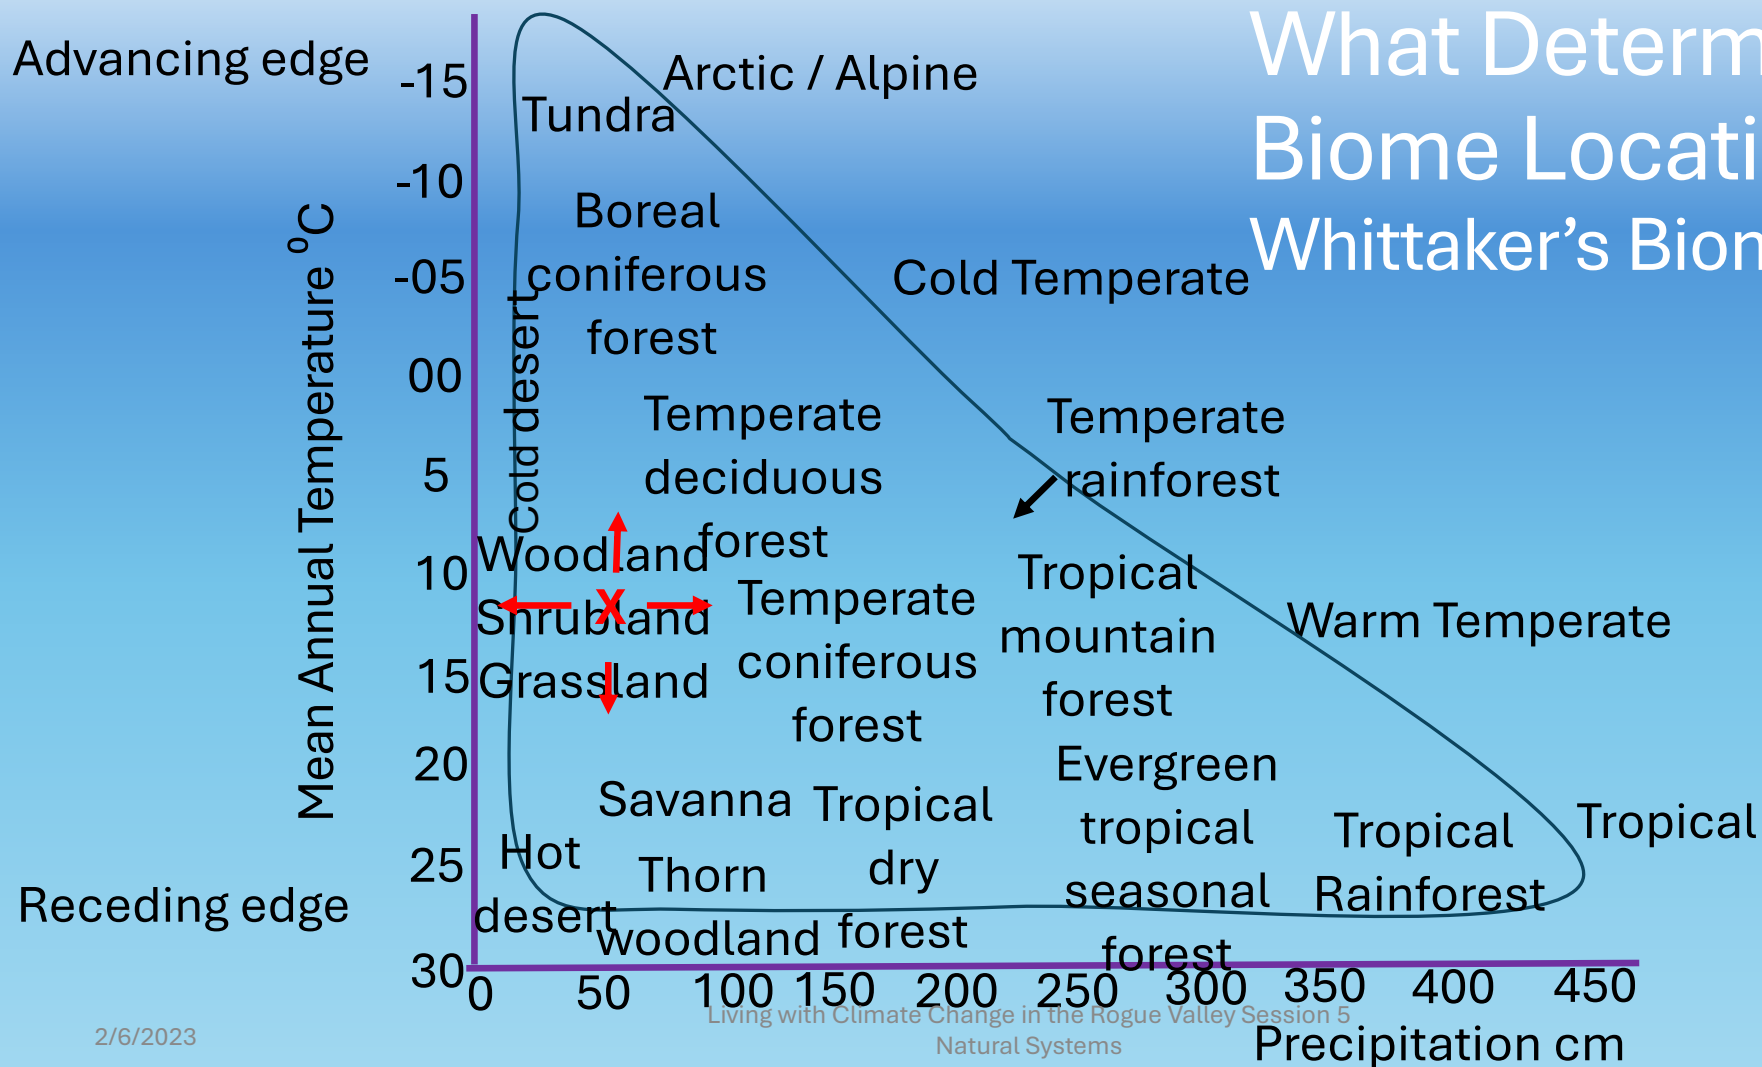 What Determ
Biome Locati
Whittaker's Biom
Advancing edge
Receding edge
Mean Annual Temperature ⁰C
-15
-10
-05
00
5
10
15
20
25
30
Arctic / Alpine
Tundra
Boreal
coniferous
forest
Cold Temperate
Cold desert
Temperate
deciduous
forest
Temperate
rainforest
Woodland
Shrubland
Grassland
X
Temperate
coniferous
forest
Tropical
mountain
forest
Warm Temperate
Savanna
Tropical
dry
forest
Evergreen
tropical
seasonal
forest
Tropical
Rainforest
Tropical
Hot
desert
Thorn
woodland
0 50 100 150 200 250 300 350 400 450
Precipitation cm
2/6/2023
Living with Climate Change in the Rogue Valley Session 5
Natural Systems